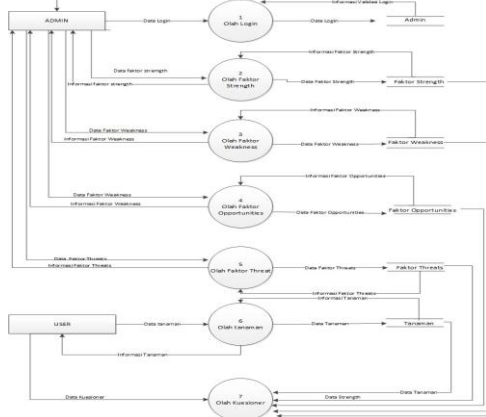 Informasi Validasi Login
ADMIN
Data Login
1
Olah Login
Data Login
Admin
Informasi Faktor Strength
Data faktor strength
Informasi faktor strength
2
Olah Faktor
Strength
Data Faktor Strength
Faktor Strength
Informasi Faktor Weakness
Data Faktor Weakness
Informasi Faktor Weakness
3
Olah Faktor
Weakness
Data Faktor Weakness
Faktor Weakness
Informasi Faktor Opportunities
Data Faktor Weakness
Informasi Faktor Weakness
4
Olah Faktor
Opportunities
Data Faktor Opportunities
Faktor Opportunities
Data Faktor Threats
Informasi Faktor Threats
5
Olah Faktor Threat
Data Faktor Threats
Faktor Threats
Informasi Faktor Threats
Informasi Tanaman
USER
Data tanaman
6
Olah tanaman
Data Tanaman
Tanaman
Informasi Tanaman
Data Kuesioner
7
Olah Kuesioner
Data Tanaman
Data Strength